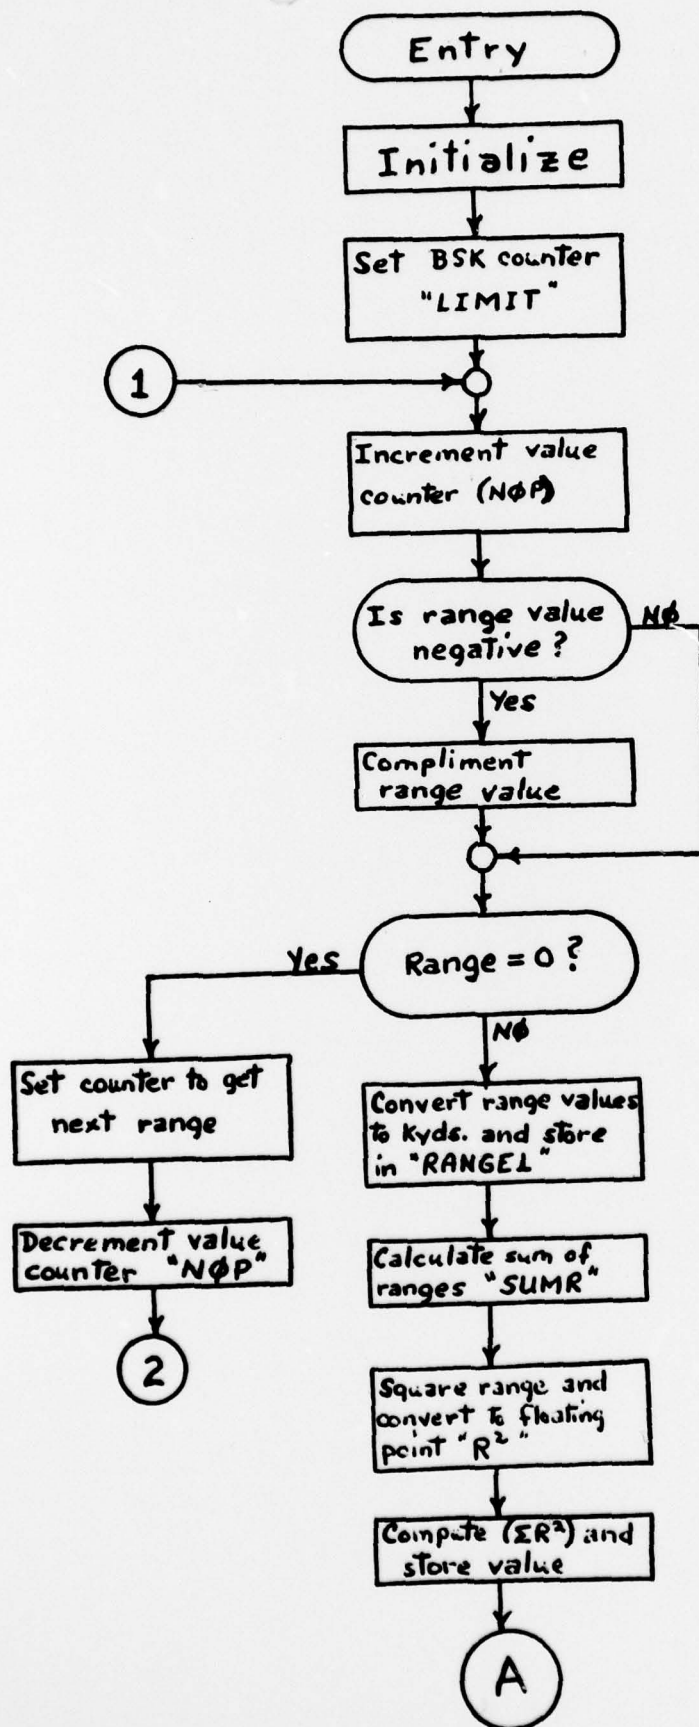 Entry
Initialize
Set BSK counter
"LIMIT"
1
Increment value
counter (NØP)
Is range value
negative?
NØ
Yes
Compliment
range value
Range = 0?
Yes
NØ
Set counter to get
next range
Decrement value
counter "NØP"
2
Convert range values
to Kyds. and store
in "RANGE1"
Calculate sum of
ranges "SUMR"
Square range and
convert to floating
point "R²"
Compute (ΣR²) and
store value
A